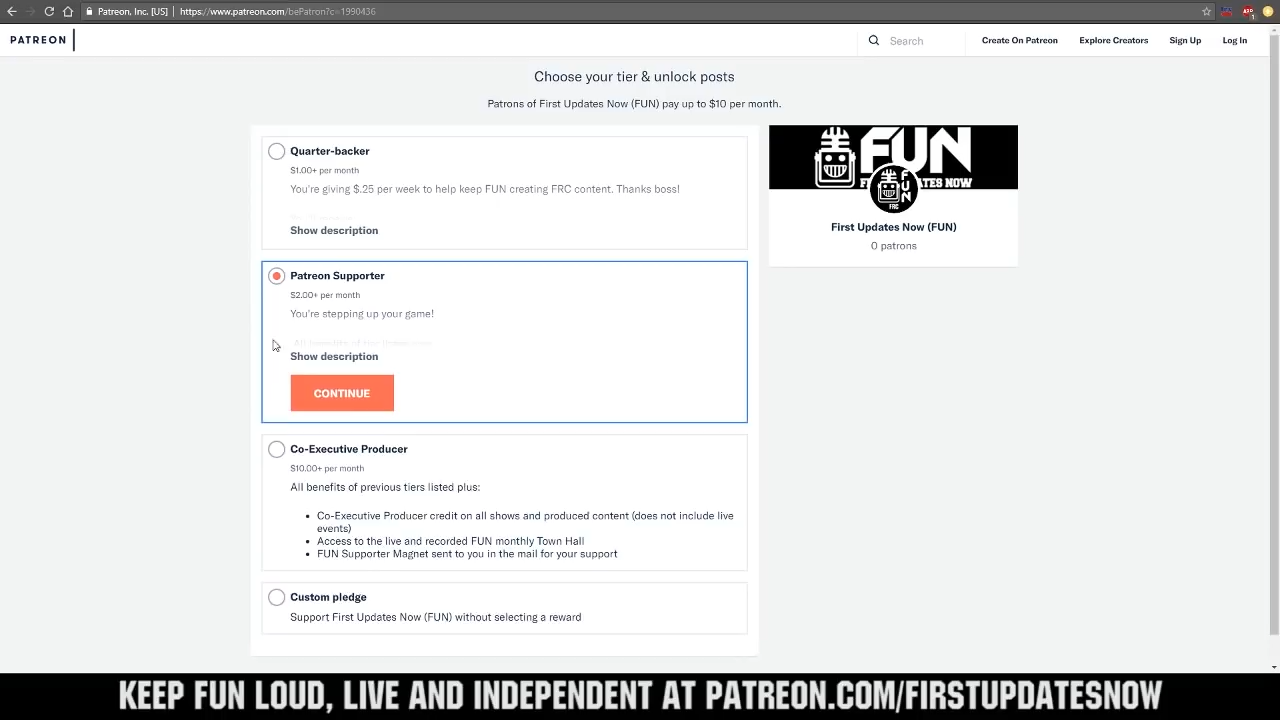 Patreon, Inc. [US] | https://www.patreon.com/bePatron?c=1990436
PATREON
Search
Create On Patreon
Explore Creators
Sign Up
Log In
Choose your tier & unlock posts
Patrons of First Updates Now (FUN) pay up to $10 per month.
Quarter-backer
$1.00+ per month
You're giving $.25 per week to help keep FUN creating FRC content. Thanks boss!
Show description
Patreon Supporter
$2.00+ per month
You're stepping up your game!
Show description
CONTINUE
Co-Executive Producer
$10.00+ per month
All benefits of previous tiers listed plus:
• Co-Executive Producer credit on all shows and produced content (does not include live
events)
• Access to the live and recorded FUN monthly Town Hall
• FUN Supporter Magnet sent to you in the mail for your support
Custom pledge
Support First Updates Now (FUN) without selecting a reward
FUN
FUN
FRC
First Updates Now (FUN)
0 patrons
KEEP FUN LOUD, LIVE AND INDEPENDENT AT PATREON.COM/FIRSTUPDATESNOW